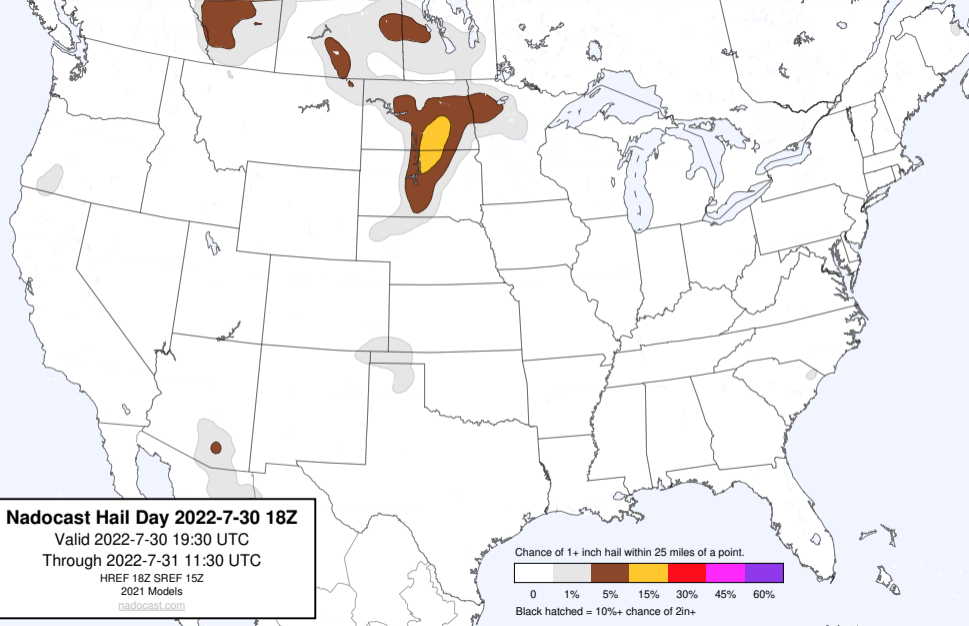 Nadocast Hail Day 2022-7-30 18Z
Valid 2022-7-30 19:30 UTC
Through 2022-7-31 11:30 UTC
HREF 18Z SREF 15Z
2021 Models
nadocast.com
Chance of 1+ inch hail within 25 miles of a point.
0 1% 5% 15% 30% 45% 60%
Black hatched = 10%+ chance of 2in+